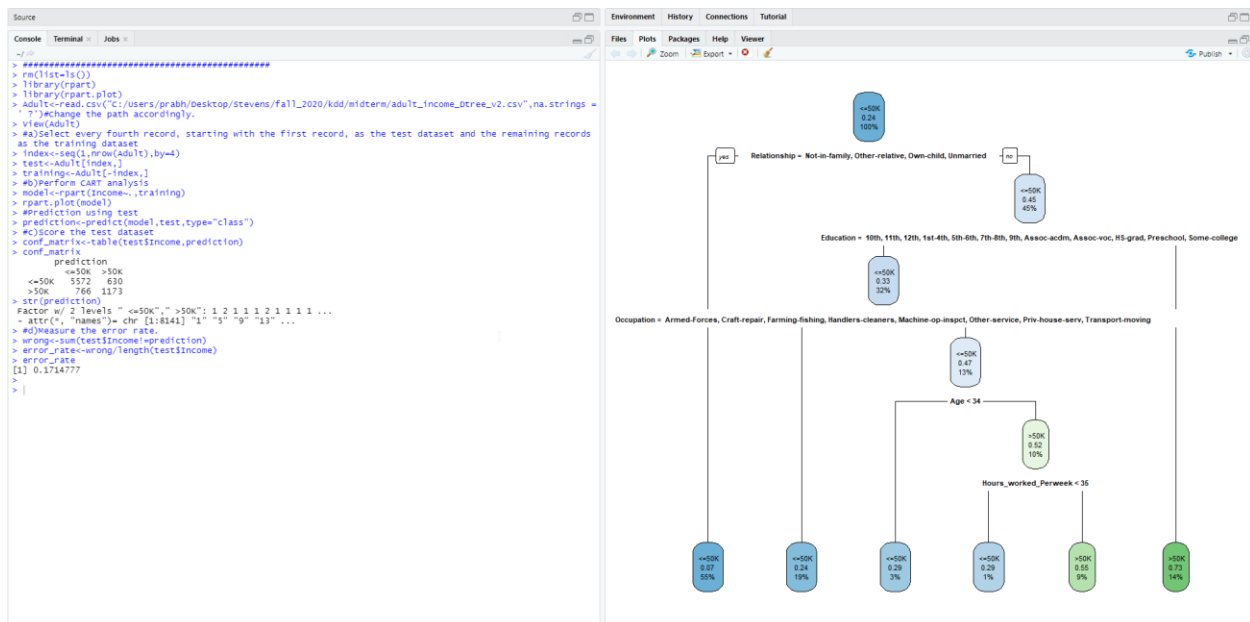 Source
Console Terminal × Jobs ×
~/
> ###############################################
> rm(list=ls())
> library(rpart)
> library(rpart.plot)
> Adult<-read.csv("C:/Users/prabh/Desktop/Stevens/fall_2020/kdd/midterm/adult_income_Dtree_v2.csv",na.strings =
' ?')#Change the path accordingly.
> View(Adult)
> #a)Select every fourth record, starting with the first record, as the test dataset and the remaining records
as the training dataset
> index<-seq(1,nrow(Adult),by=4)
> test<-Adult[index,]
> training<-Adult[-index,]
> #b)Perform CART analysis
> model<-rpart(Income~.,training)
> rpart.plot(model)
> #Prediction using test
> prediction<-predict(model,test,type="class")
> #c)Score the test dataset
> conf_matrix<-table(test$Income,prediction)
> conf_matrix
prediction
<=50K >50K
<=50K 5572 630
>50K 766 1173
> str(prediction)
Factor w/ 2 levels " <=50K"," >50K": 1 2 1 1 1 2 1 1 1 1 ...
- attr(*, "names")= chr [1:8141] "1" "5" "9" "13" ...
> #d)Measure the error rate.
> wrong<-sum(test$Income!=prediction)
> error_rate<-wrong/length(test$Income)
> error_rate
[1] 0.1714777
>
> |
Environment History Connections Tutorial
Files Plots Packages Help Viewer
Zoom Export Publish
<=50K
0.24
100%
yes Relationship = Not-in-family, Other-relative, Own-child, Unmarried no
<=50K
0.45
45%
Education = 10th, 11th, 12th, 1st-4th, 5th-6th, 7th-8th, 9th, Assoc-acdm, Assoc-voc, HS-grad, Preschool, Some-college
<=50K
0.33
32%
Occupation = Armed-Forces, Craft-repair, Farming-fishing, Handlers-cleaners, Machine-op-inspct, Other-service, Priv-house-serv, Transport-moving
<=50K
0.47
13%
Age < 34
>50K
0.52
10%
Hours_worked_Perweek < 35
<=50K <=50K <=50K <=50K >50K >50K
0.07 0.24 0.29 0.29 0.55 0.73
55% 19% 3% 1% 9% 14%